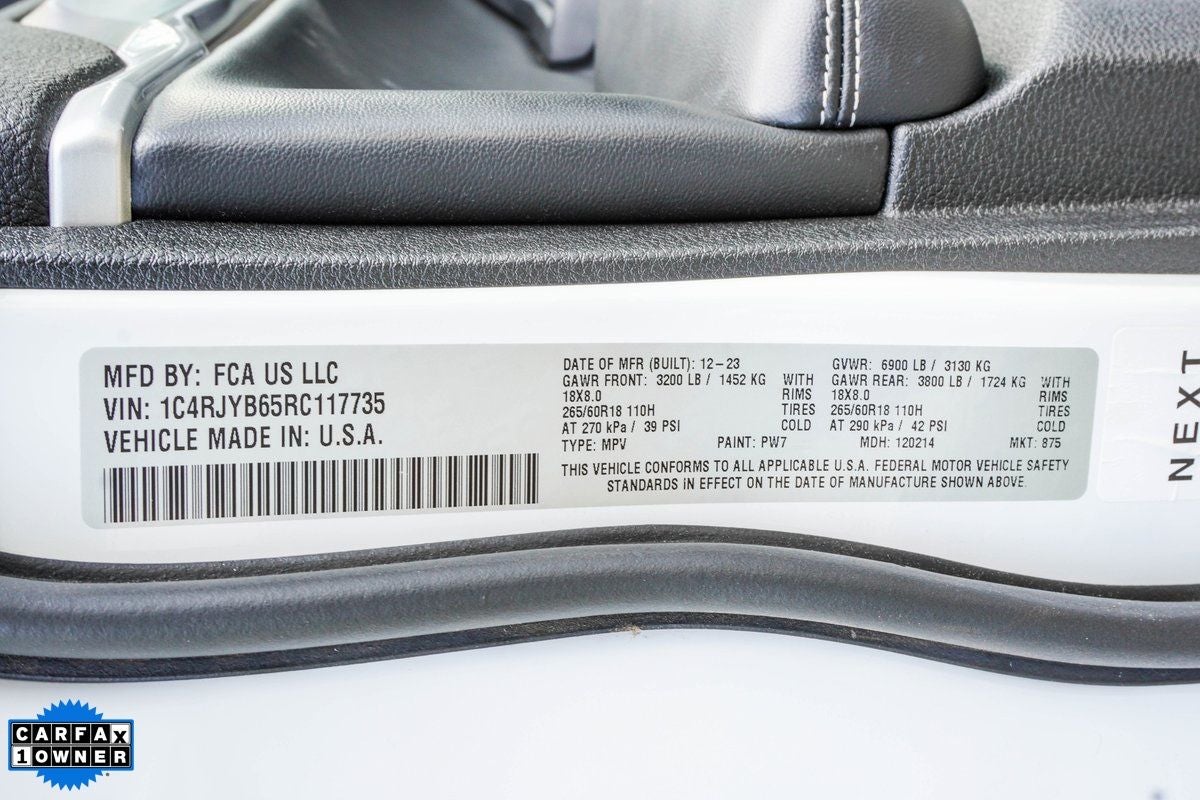 MFD BY: FCA US LLC
VIN: 1C4RJYB65RC117735
VEHICLE MADE IN: U.S.A.
DATE OF MFR (BUILT): 12-23
GAWR FRONT: 3200 LB / 1452 KG WITH
18X8.0 RIMS
265/60R18 110H TIRES
AT 270 kPa / 39 PSI COLD
GVWR: 6900 LB / 3130 KG
GAWR REAR: 3800 LB / 1724 KG WITH
18X8.0 RIMS
265/60R18 110H TIRES
AT 290 kPa / 42 PSI COLD
TYPE: MPV PAINT: PW7 MDH: 120214 MKT: 875
THIS VEHICLE CONFORMS TO ALL APPLICABLE U.S.A. FEDERAL MOTOR VEHICLE SAFETY
STANDARDS IN EFFECT ON THE DATE OF MANUFACTURE SHOWN ABOVE.
NEXT
CARFAX
1 OWNER